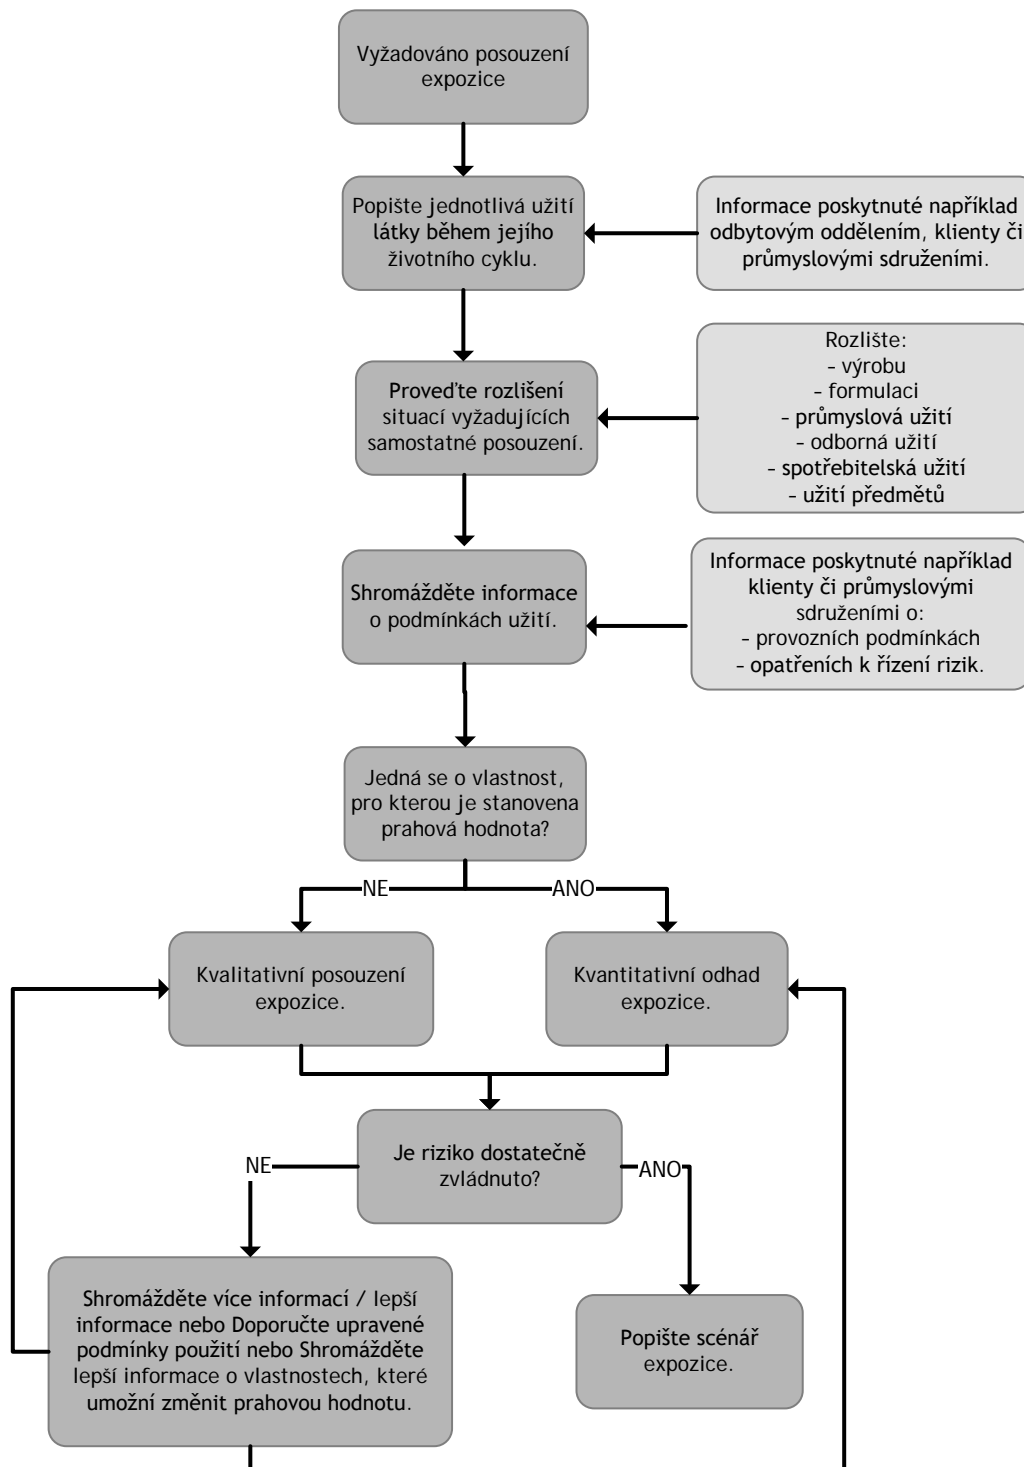 Vyžadováno posouzení
expozice
Popište jednotlivá užití
látky během jejího
životního cyklu.
Informace poskytnuté například
odbytovým oddělením, klienty či
průmyslovými sdruženími.
Proveďte rozlišení
situací vyžadujících
samostatné posouzení.
Rozlište:
- výrobu
- formulaci
- průmyslová užití
- odborná užití
- spotřebitelská užití
- užití předmětů
Shromážděte informace
o podmínkách užití.
Informace poskytnuté například
klienty či průmyslovými
sdruženími o:
- provozních podmínkách
- opatřeních k řízení rizik.
Jedná se o vlastnost,
pro kterou je stanovena
prahová hodnota?
NE
ANO
Kvalitativní posouzení
expozice.
Kvantitativní odhad
expozice.
Je riziko dostatečně
zvládnuto?
NE
ANO
Shromážděte více informací / lepší
informace nebo Doporučte upravené
podmínky použití nebo Shromážděte
lepší informace o vlastnostech, které
umožní změnit prahovou hodnotu.
Popište scénář
expozice.